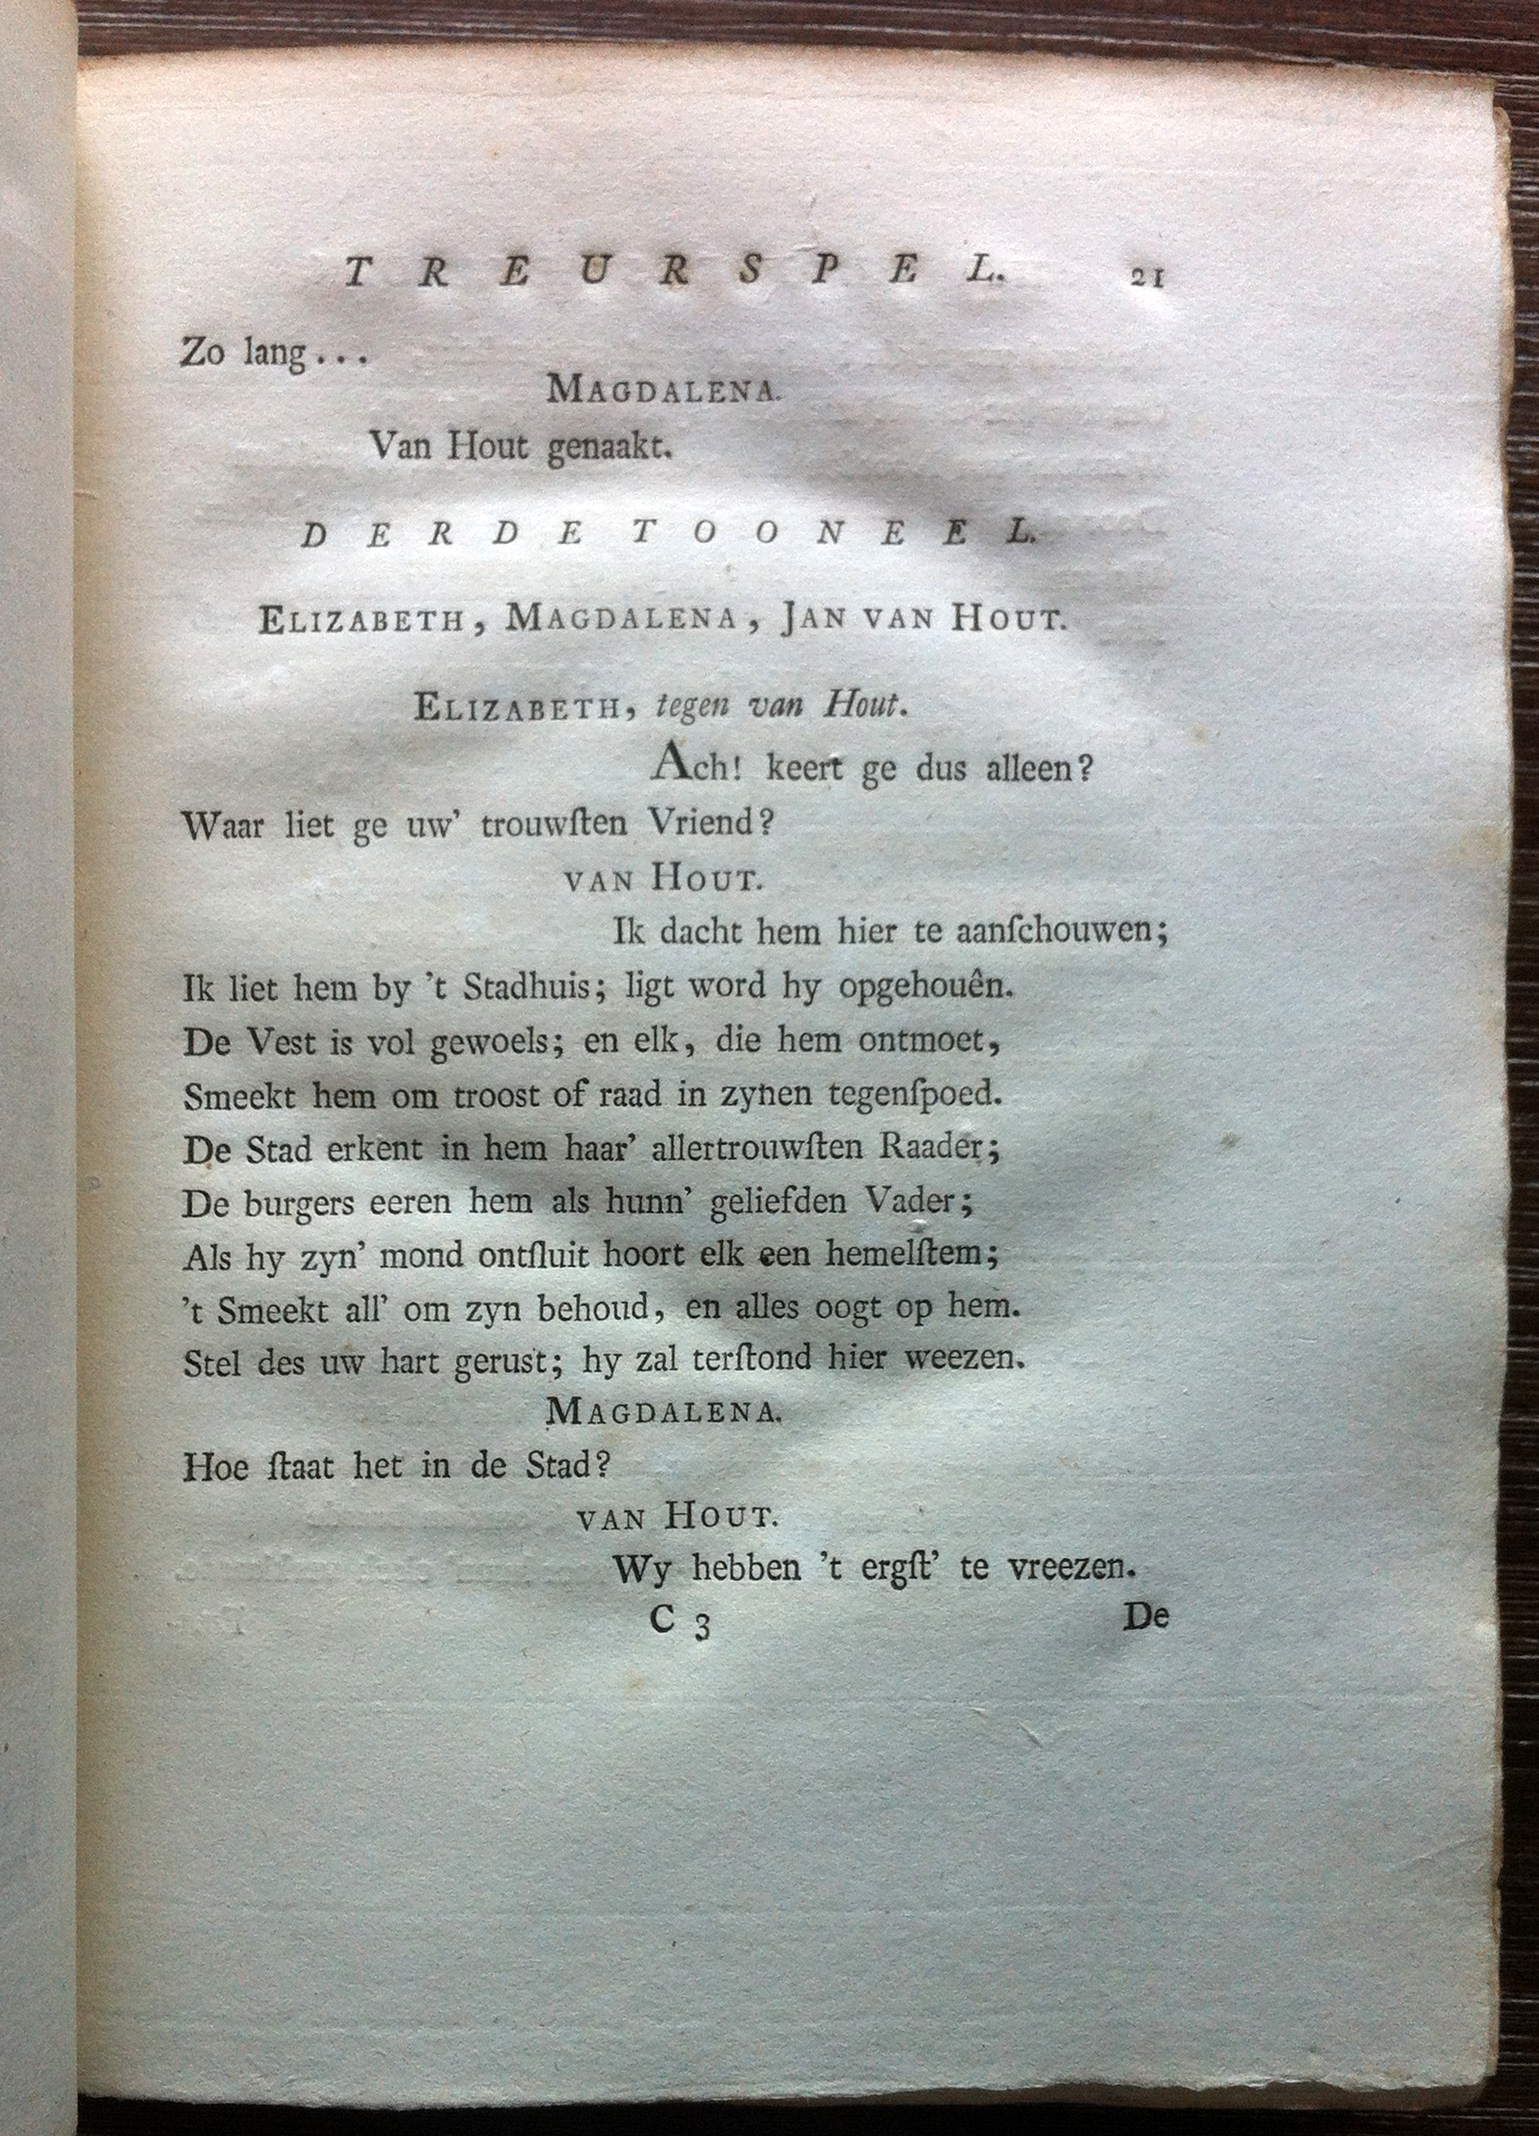 TREURSPEL. 21
Zo lang...
MAGDALENA.
Van Hout genaakt.
DERDE TOONEEL.
ELIZABETH, MAGDALENA, JAN VAN HOUT.
ELIZABETH, tegen van Hout.
Ach! keert ge dus alleen?
Waar liet ge uw' trouwſten Vriend?
VAN HOUT.
Ik dacht hem hier te aanſchouwen;
Ik liet hem by 't Stadhuis; ligt word hy opgehouên.
De Vest is vol gewoels; en elk, die hem ontmoet,
Smeekt hem om troost of raad in zynen tegenſpoed.
De Stad erkent in hem haar' allertrouwſten Raader;
De burgers eeren hem als hunn' geliefden Vader;
Als hy zyn' mond ontſluit hoort elk een hemelſtem;
't Smeekt all' om zyn behoud, en alles oogt op hem.
Stel des uw hart gerust; hy zal terſtond hier weezen.
MAGDALENA.
Hoe ſtaat het in de Stad?
VAN HOUT.
Wy hebben 't ergſt' te vreezen.
C 3 De